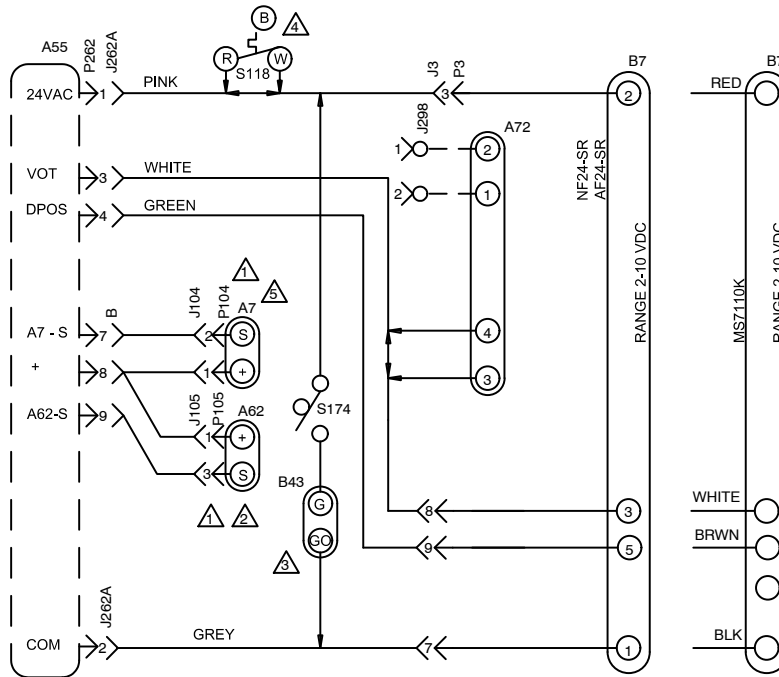 A55
P262
J262A
24VAC
1
PINK
B
4
R
W
S118
J3
P3
3
B7
2
RED
B7
VOT
3
WHITE
DPOS
4
GREEN
J298
A72
1
2
2
1
4
3
NF24-SR
AF24-SR
RANGE 2-10 VDC
MS7110K
RANGE 2-10 VDC
A7 - S
7
B
J104
P104
2
1
5
A7
S
+
8
1
+
A62-S
9
J105
P105
A62
1
+
3
S
1
2
S174
B43
G
GO
3
8
3
WHITE
9
5
BRWN
COM
2
J262A
GREY
7
1
BLK